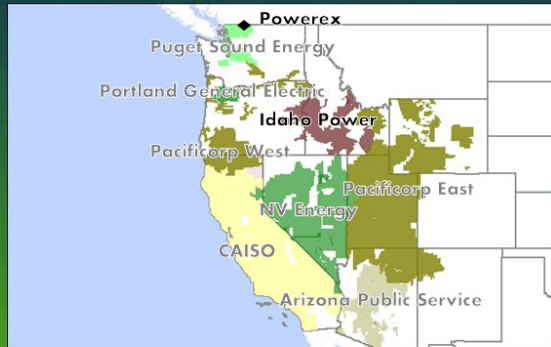 Powerex
Puget Sound Energy
Portland General Electric
Idaho Power
Pacificorp West
Pacificorp East
NV Energy
CAISO
Arizona Public Service